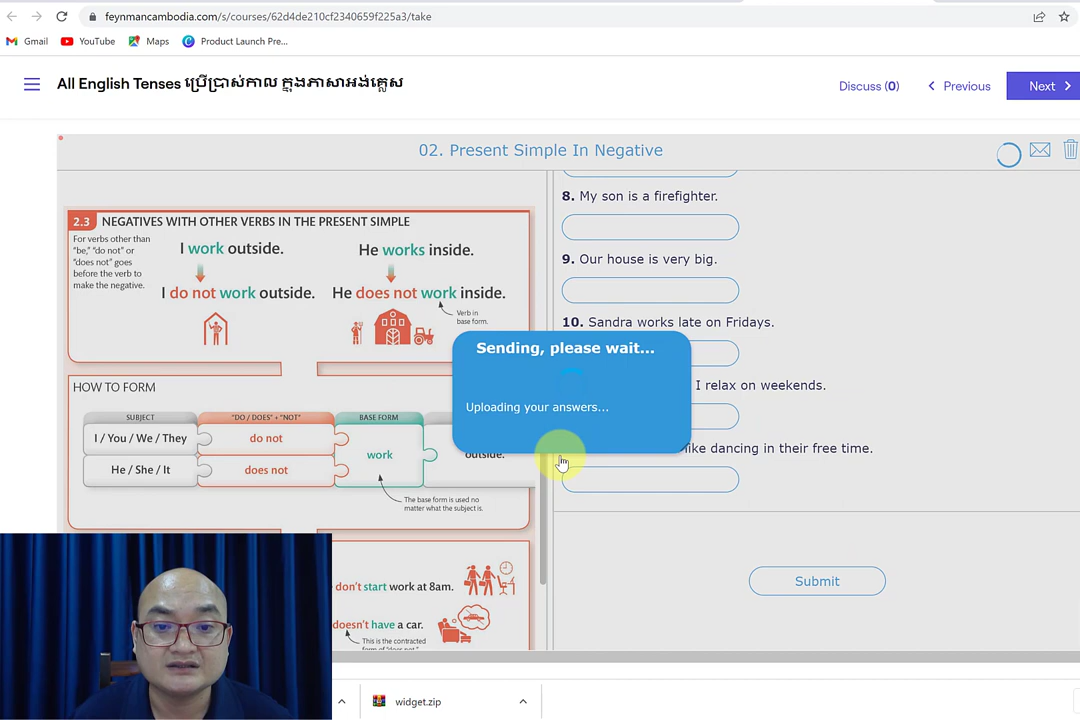 feynmancambodia.com/s/courses/62d4de210cf2340659f225a3/take
Gmail
YouTube
Maps
Product Launch Pre...
All English Tenses ប្រើប្រាស់កាល ក្នុងភាសាអង់គ្លេស
Discuss (0)
Previous
Next
02. Present Simple In Negative
2.3 NEGATIVES WITH OTHER VERBS IN THE PRESENT SIMPLE
For verbs other than
"be," "do not" or
"does not" goes
before the verb to
make the negative.
I work outside.
He works inside.
I do not work outside.
He does not work inside.
Verb in
base form.
HOW TO FORM
SUBJECT
"DO / DOES" + "NOT"
BASE FORM
I / You / We / They
do not
He / She / It
does not
work
outside.
The base form is used no
matter what the subject is.
don't start work at 8am.
doesn't have a car.
This is the contracted
form of "does not."
8. My son is a firefighter.
9. Our house is very big.
10. Sandra works late on Fridays.
I relax on weekends.
like dancing in their free time.
Sending, please wait...
Uploading your answers...
Submit
widget.zip